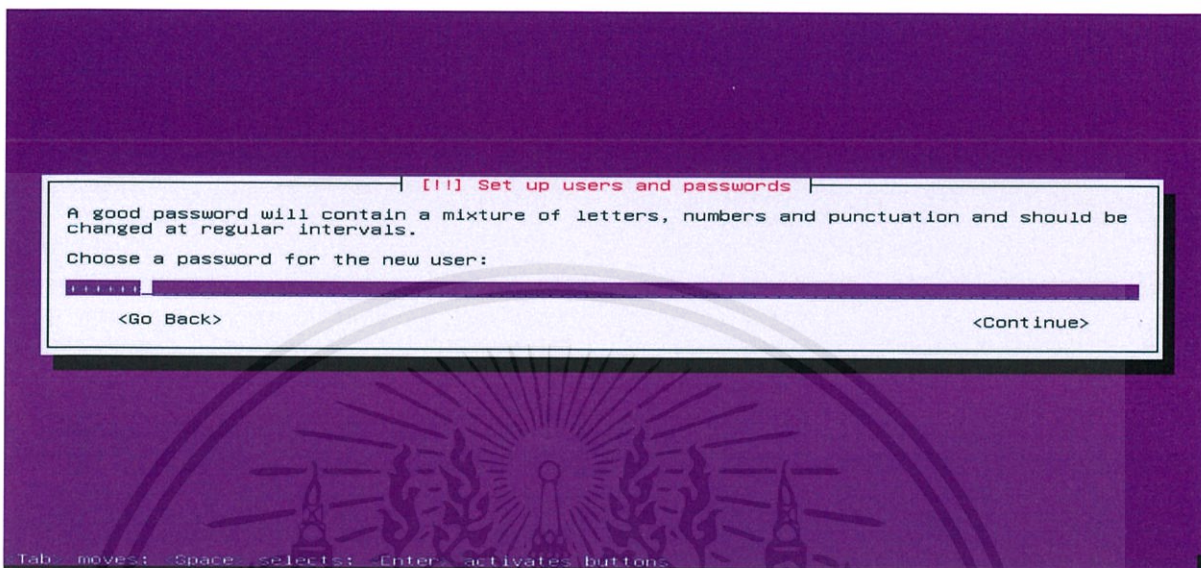 [!!] Set up users and passwords
A good password will contain a mixture of letters, numbers and punctuation and should be
changed at regular intervals.
Choose a password for the new user:
******
<Go Back> <Continue>
<Tab> moves; <Space> selects; <Enter> activates buttons